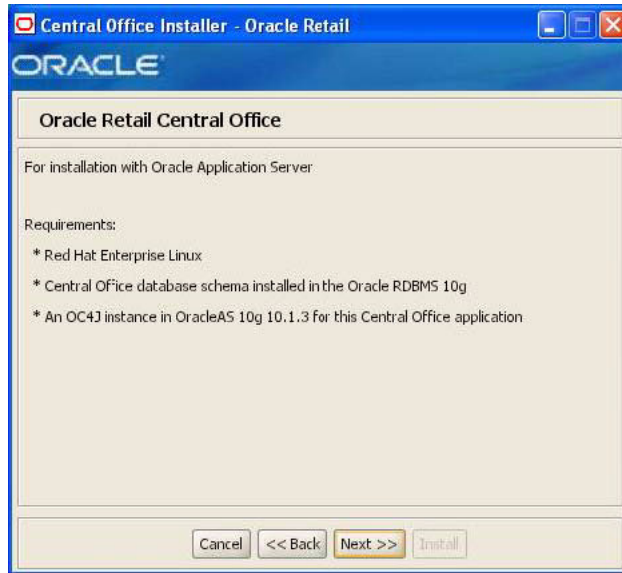 Central Office Installer - Oracle Retail
ORACLE
Oracle Retail Central Office
For installation with Oracle Application Server
Requirements:
* Red Hat Enterprise Linux
* Central Office database schema installed in the Oracle RDBMS 10g
* An OC4J instance in OracleAS 10g 10.1.3 for this Central Office application
Cancel << Back Next >> Install